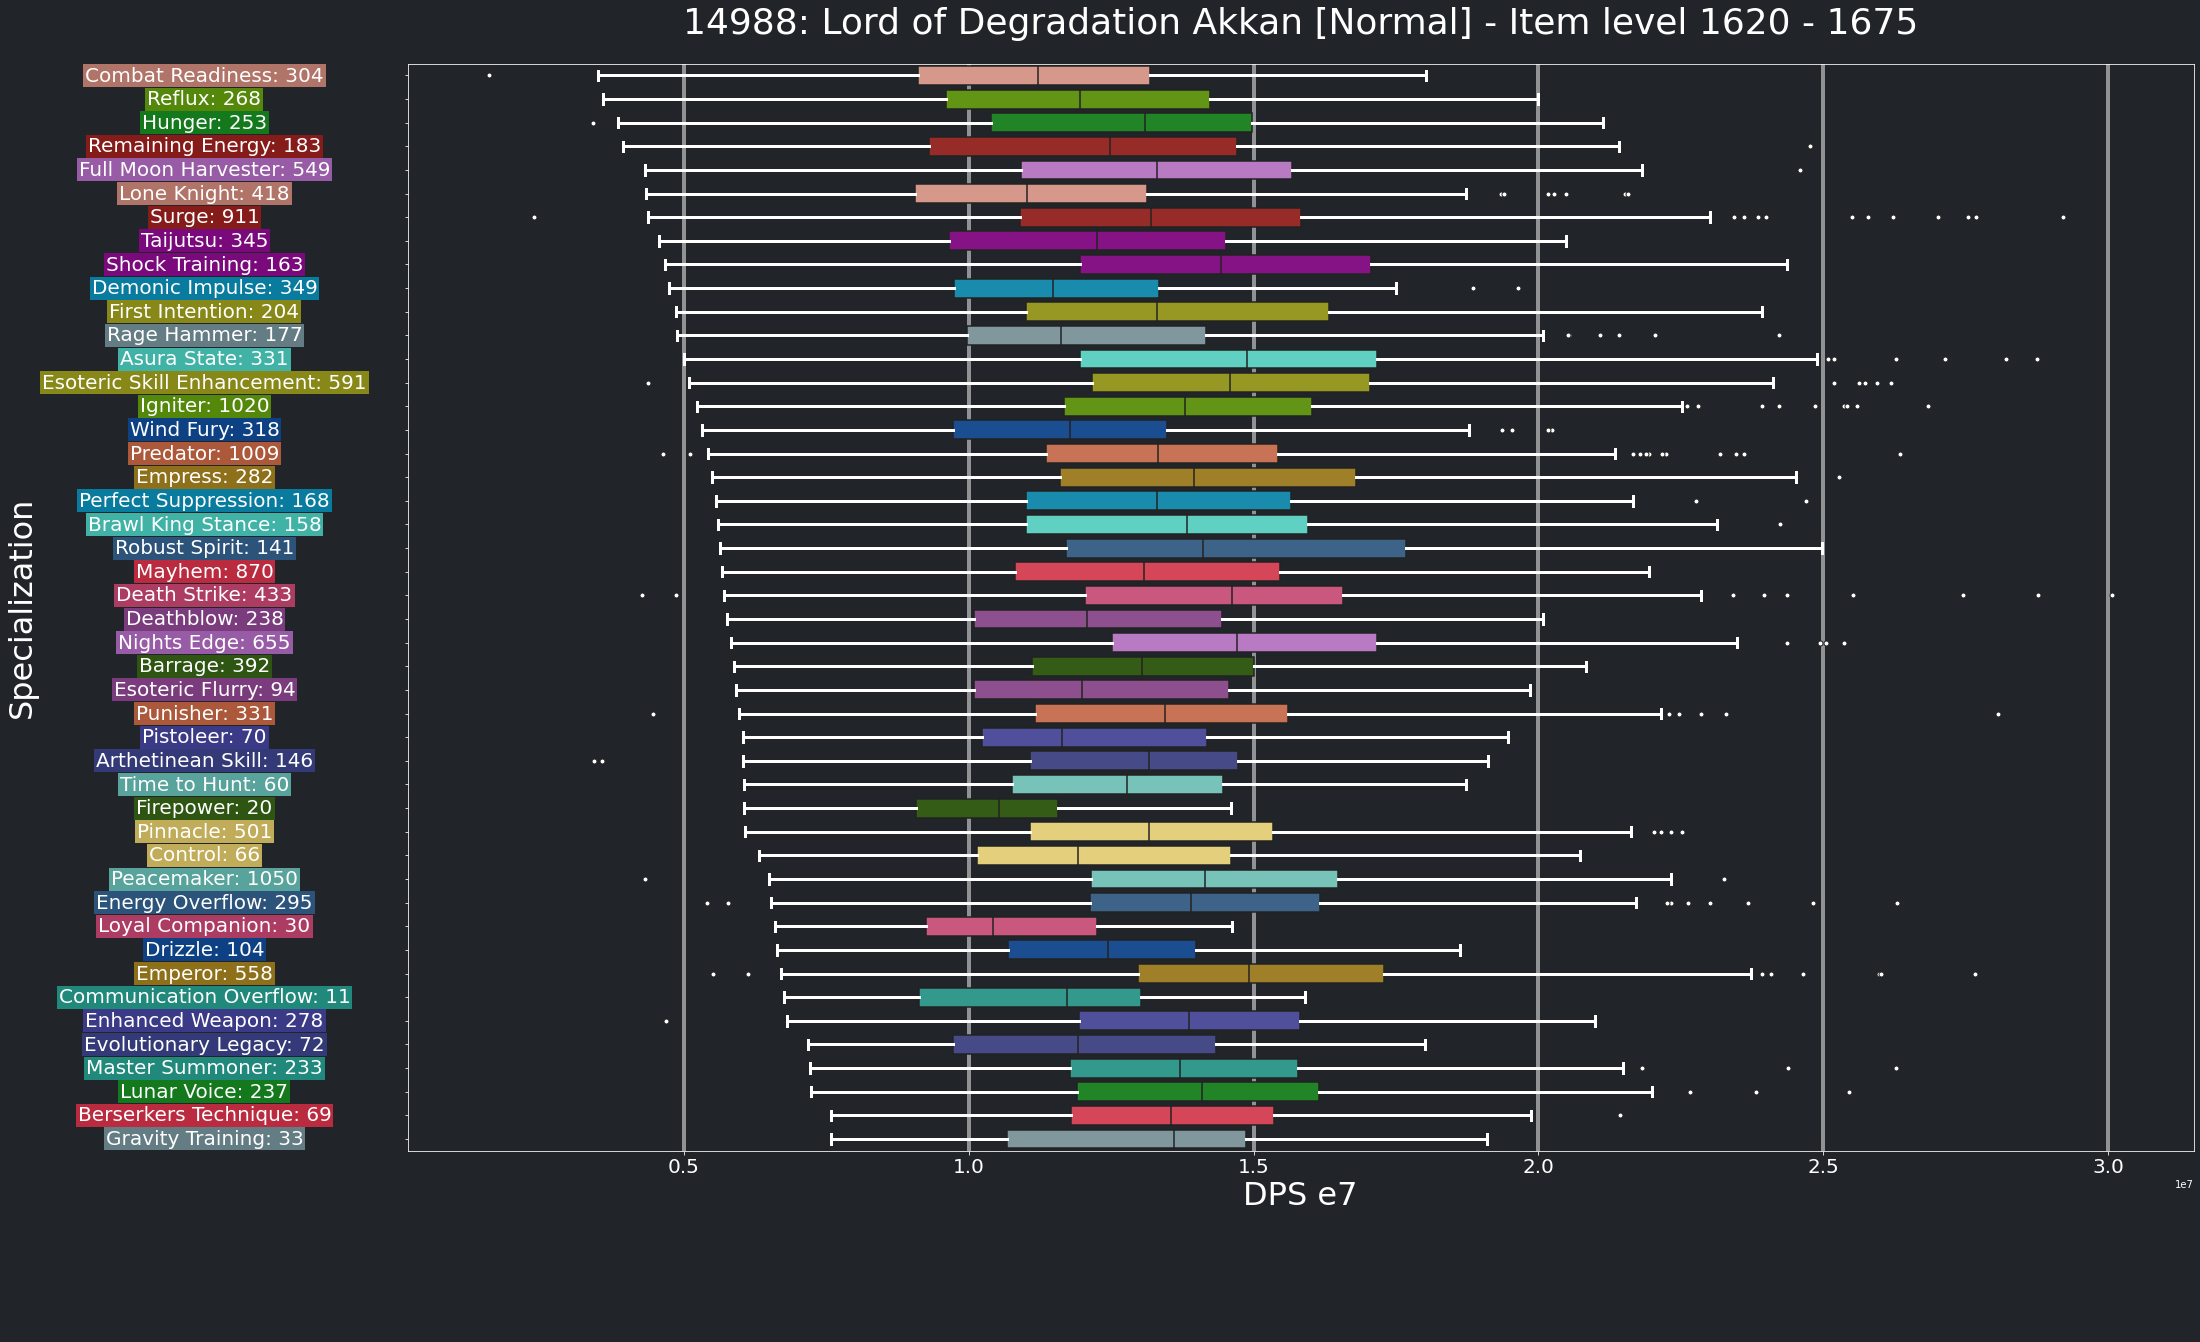 14988: Lord of Degradation Akkan [Normal] - Item level 1620 - 1675
Specialization
Combat Readiness: 304
Reflux: 268
Hunger: 253
Remaining Energy: 183
Full Moon Harvester: 549
Lone Knight: 418
Surge: 911
Taijutsu: 345
Shock Training: 163
Demonic Impulse: 349
First Intention: 204
Rage Hammer: 177
Asura State: 331
Esoteric Skill Enhancement: 591
Igniter: 1020
Wind Fury: 318
Predator: 1009
Empress: 282
Perfect Suppression: 168
Brawl King Stance: 158
Robust Spirit: 141
Mayhem: 870
Death Strike: 433
Deathblow: 238
Nights Edge: 655
Barrage: 392
Esoteric Flurry: 94
Punisher: 331
Pistoleer: 70
Arthetinean Skill: 146
Time to Hunt: 60
Firepower: 20
Pinnacle: 501
Control: 66
Peacemaker: 1050
Energy Overflow: 295
Loyal Companion: 30
Drizzle: 104
Emperor: 558
Communication Overflow: 11
Enhanced Weapon: 278
Evolutionary Legacy: 72
Master Summoner: 233
Lunar Voice: 237
Berserkers Technique: 69
Gravity Training: 33
0.5 1.0 1.5 2.0 2.5 3.0
DPS e7
1e7